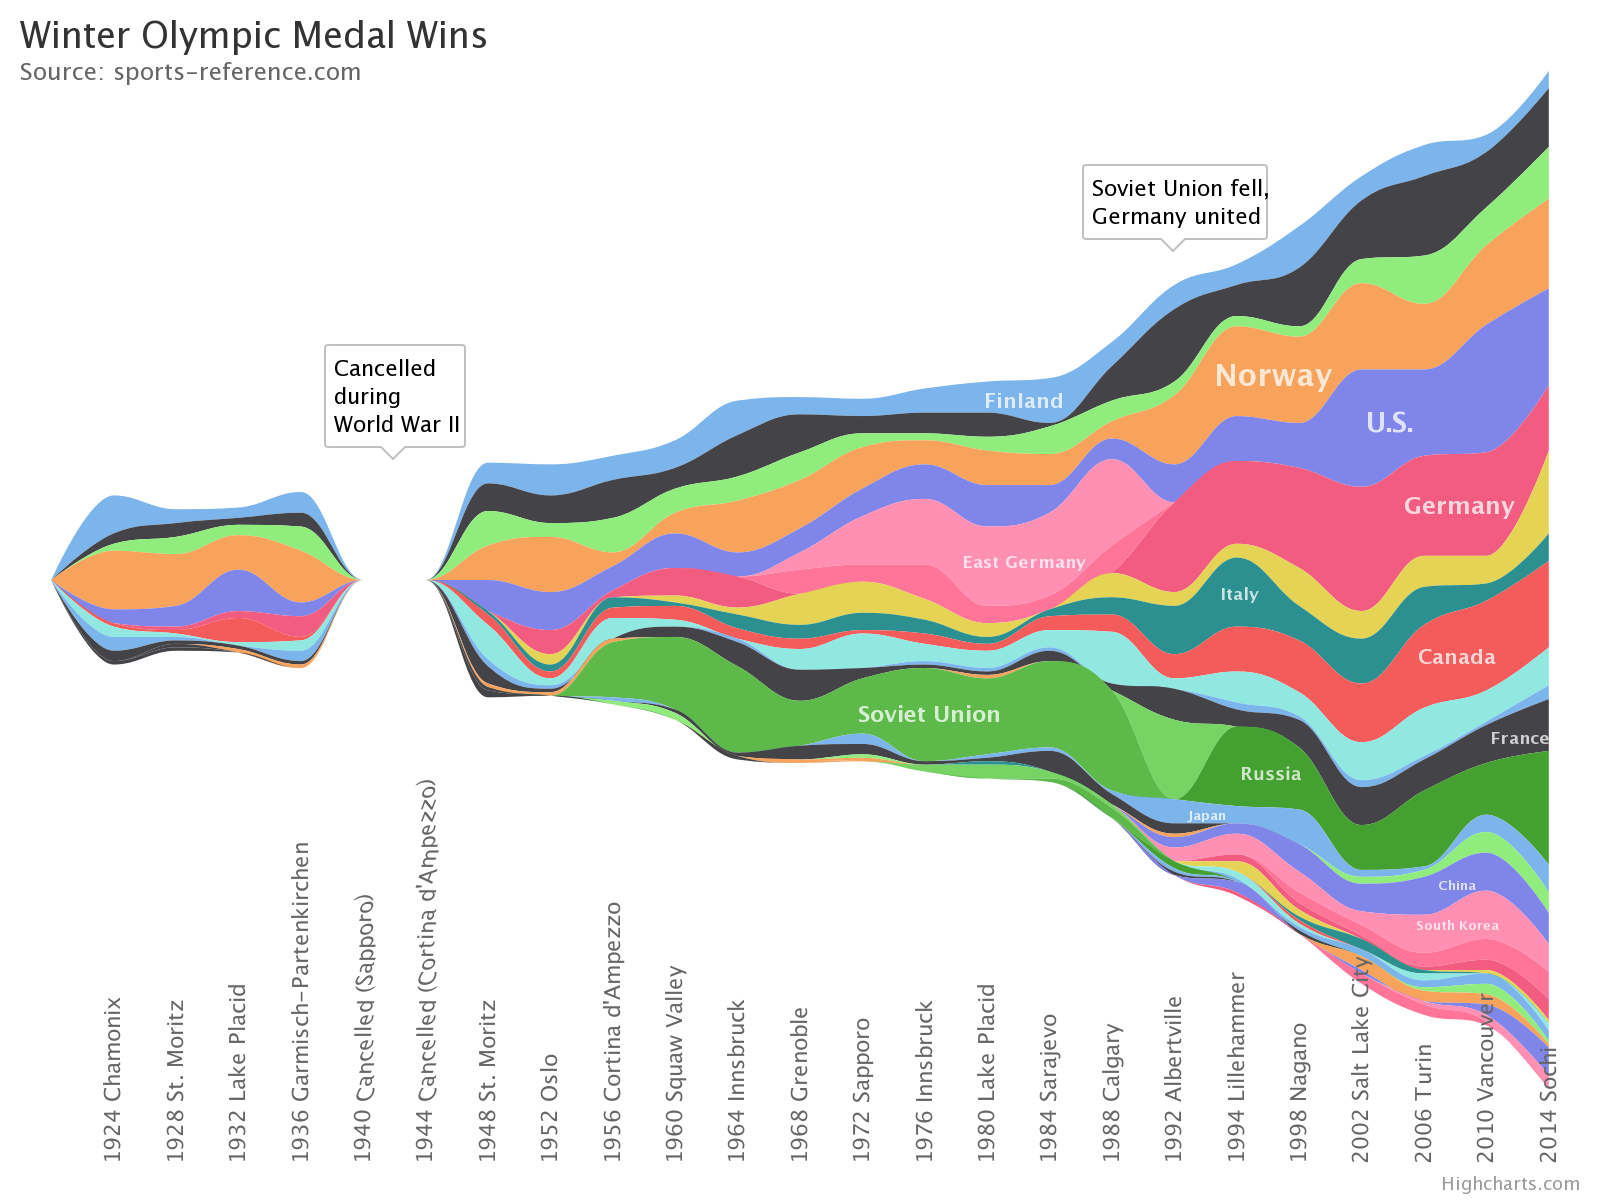 Winter Olympic Medal Wins
Source: sports-reference.com
Soviet Union fell,
Germany united
Cancelled
during
World War II
Finland
Norway
U.S.
Germany
East Germany
Italy
Canada
Soviet Union
France
Russia
Japan
China
South Korea
1924 Chamonix
1928 St. Moritz
1932 Lake Placid
1936 Garmisch-Partenkirchen
1940 Cancelled (Sapporo)
1944 Cancelled (Cortina d'Ampezzo)
1948 St. Moritz
1952 Oslo
1956 Cortina d'Ampezzo
1960 Squaw Valley
1964 Innsbruck
1968 Grenoble
1972 Sapporo
1976 Innsbruck
1980 Lake Placid
1984 Sarajevo
1988 Calgary
1992 Albertville
1994 Lillehammer
1998 Nagano
2002 Salt Lake City
2006 Turin
2010 Vancouver
2014 Sochi
Highcharts.com